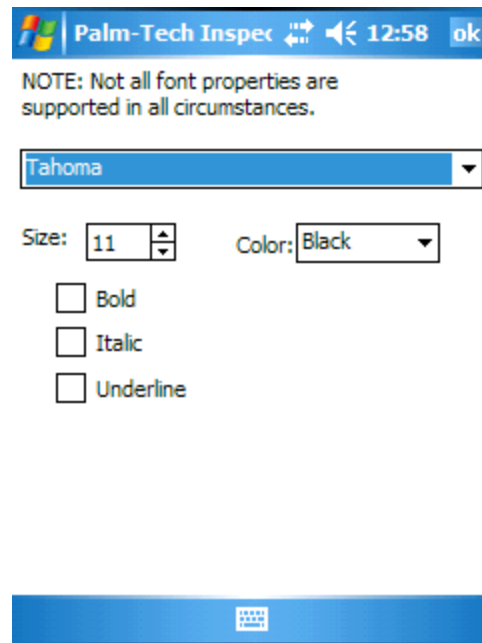 Palm-Tech Inspec 12:58 ok
NOTE: Not all font properties are
supported in all circumstances.
Tahoma
Size: 11 Color: Black
Bold
Italic
Underline